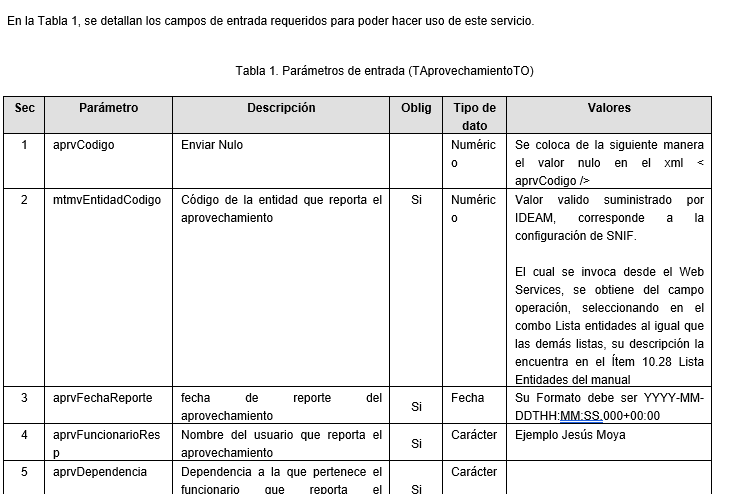 En la Tabla 1, se detallan los campos de entrada requeridos para poder hacer uso de este servicio.
Tabla 1. Parámetros de entrada (TAprovechamientoTO)
Sec Parámetro Descripción Oblig Tipo de dato Valores
1 aprvCodigo Enviar Nulo Numéric
o
Se coloca de la siguiente manera
el valor nulo en el xml <
aprvCodigo />
2 mtmvEntidadCodigo Código de la entidad que reporta el
aprovechamiento
Si Numéric
o
Valor valido suministrado por
IDEAM, corresponde a la
configuración de SNIF.
El cual se invoca desde el Web
Services, se obtiene del campo
operación, seleccionando en el
combo Lista entidades al igual que
las demás listas, su descripción la
encuentra en el Ítem 10.28 Lista
Entidades del manual
3 aprvFechaReporte fecha de reporte del
aprovechamiento
Si Fecha Su Formato debe ser YYYY-MM-
DDTHH:MM:SS.000+00:00
4 aprvFuncionarioRes
p
Nombre del usuario que reporta el
aprovechamiento
Si Carácter Ejemplo Jesús Moya
5 aprvDependencia Dependencia a la que pertenece el
funcionario que reporta el
Si Carácter